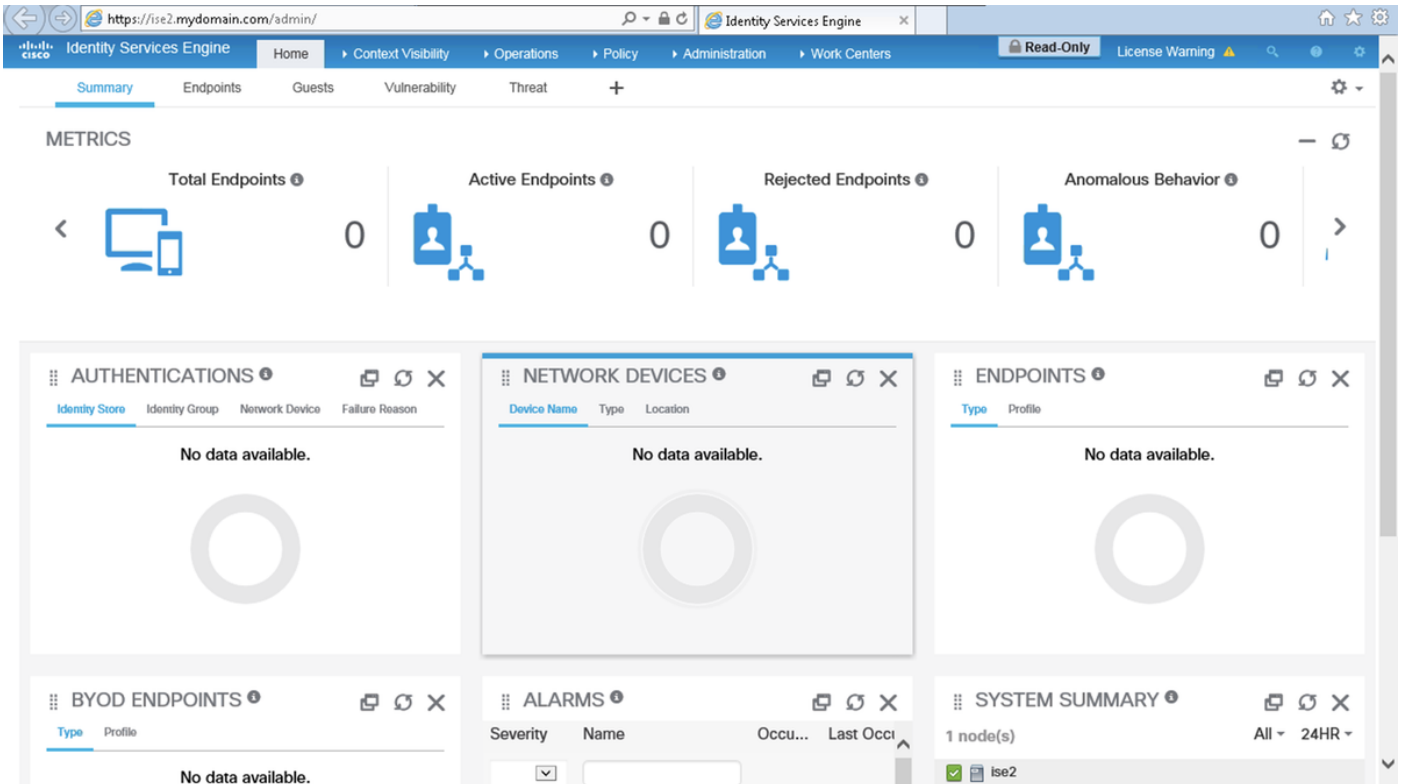 https://ise2.mydomain.com/admin/
Identity Services Engine
cisco Identity Services Engine Home Context Visibility Operations Policy Administration Work Centers Read-Only License Warning
Summary Endpoints Guests Vulnerability Threat
METRICS
Total Endpoints Active Endpoints Rejected Endpoints Anomalous Behavior
0 0 0 0
AUTHENTICATIONS
Identity Store Identity Group Network Device Failure Reason
No data available.
NETWORK DEVICES
Device Name Type Location
No data available.
ENDPOINTS
Type Profile
No data available.
BYOD ENDPOINTS
Type Profile
No data available.
ALARMS
Severity Name Occu... Last Occu
SYSTEM SUMMARY
1 node(s) All 24HR
ise2